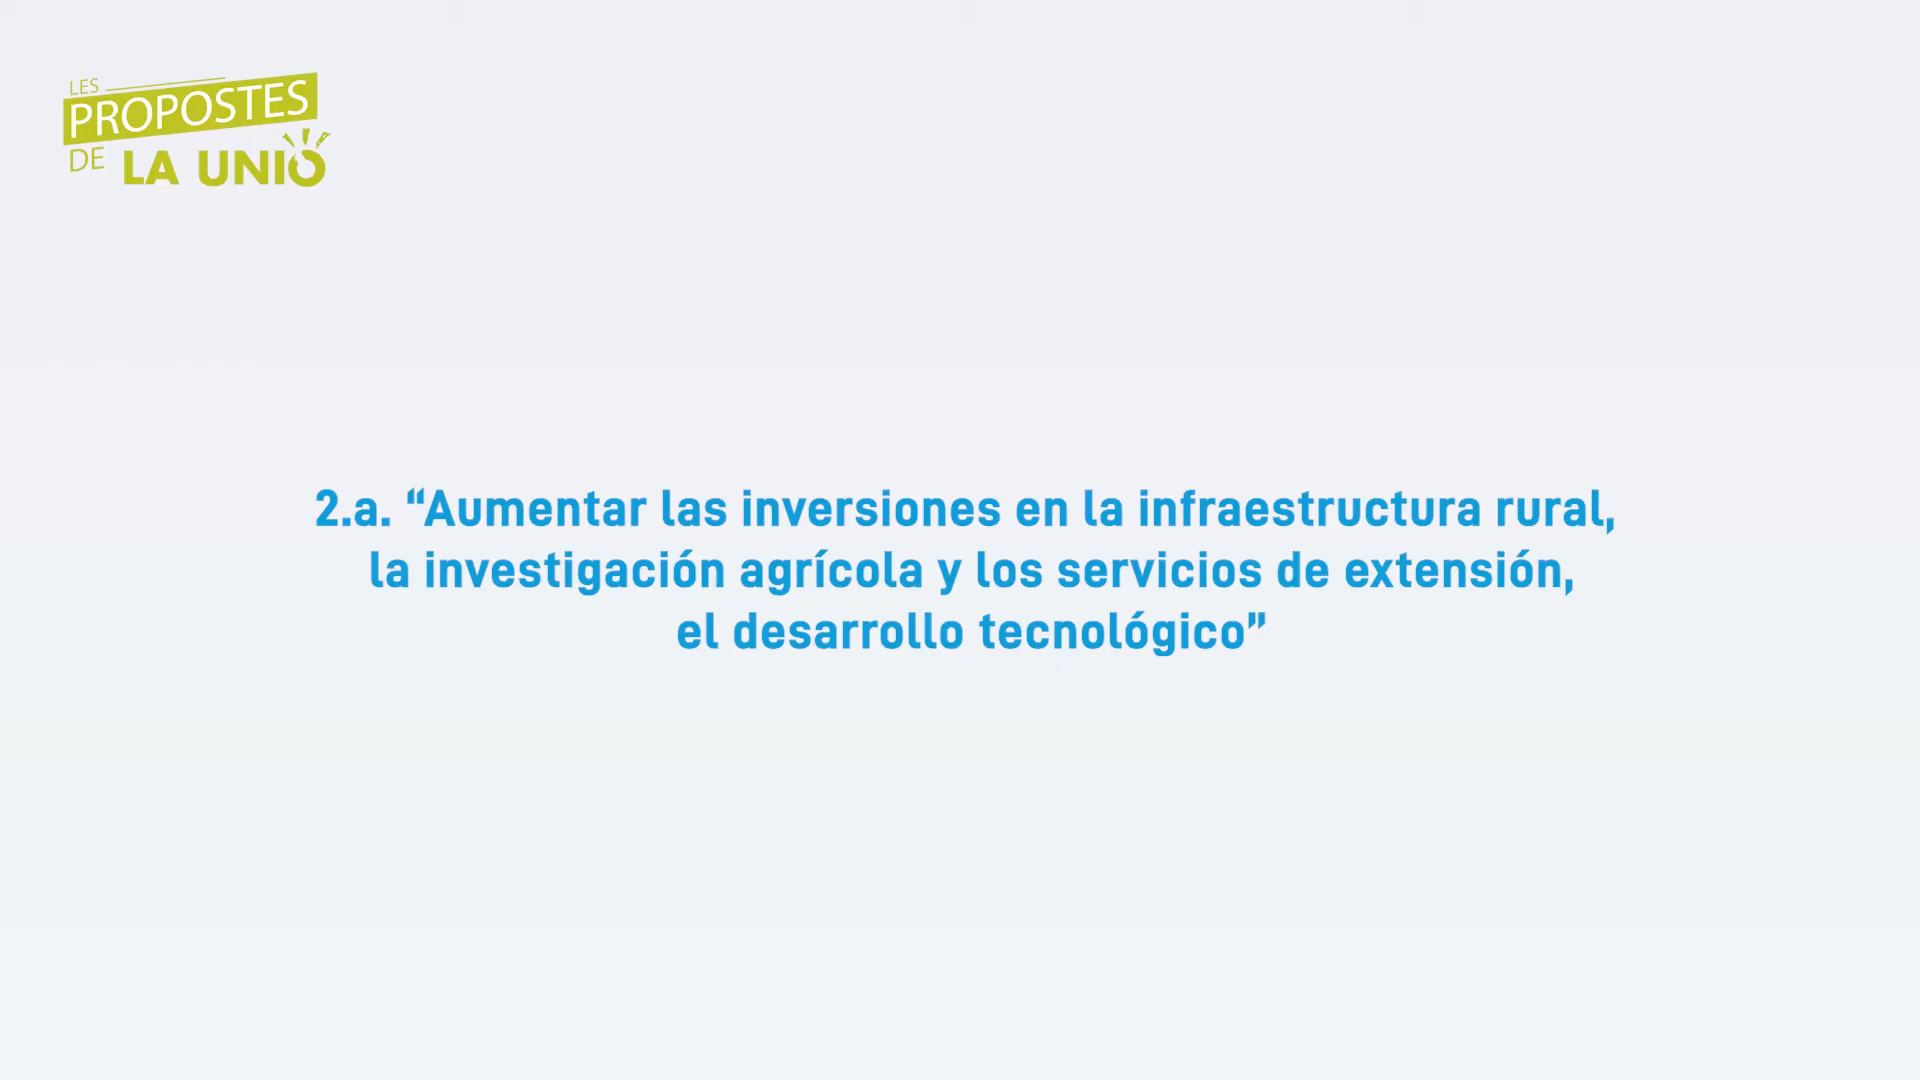 LES
PROPOSTES
DE LA UNIÓ
2.a. “Aumentar las inversiones en la infraestructura rural,
la investigación agrícola y los servicios de extensión,
el desarrollo tecnológico”